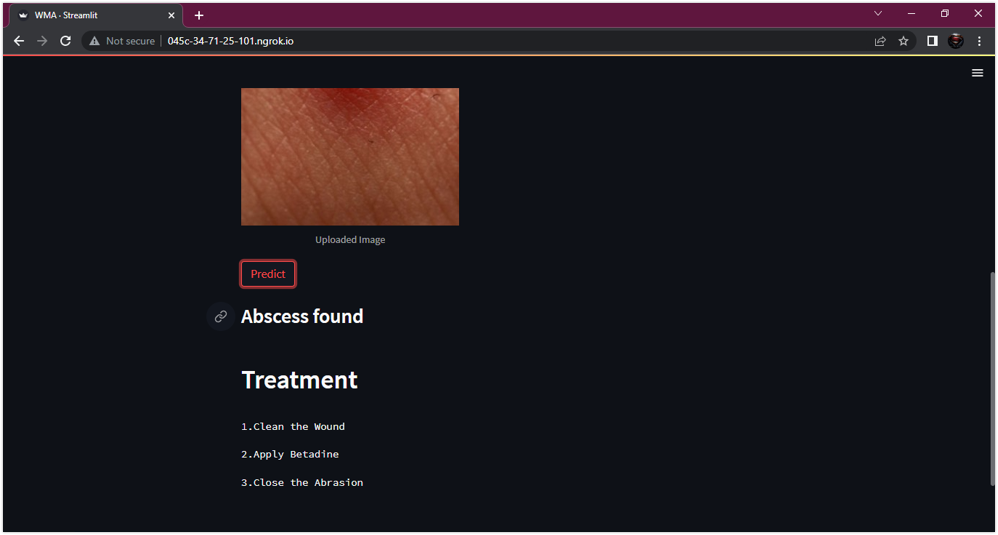 WMA · Streamlit
Not secure | 045c-34-71-25-101.ngrok.io
Uploaded Image
Predict
Abscess found
Treatment
1.Clean the Wound
2.Apply Betadine
3.Close the Abrasion